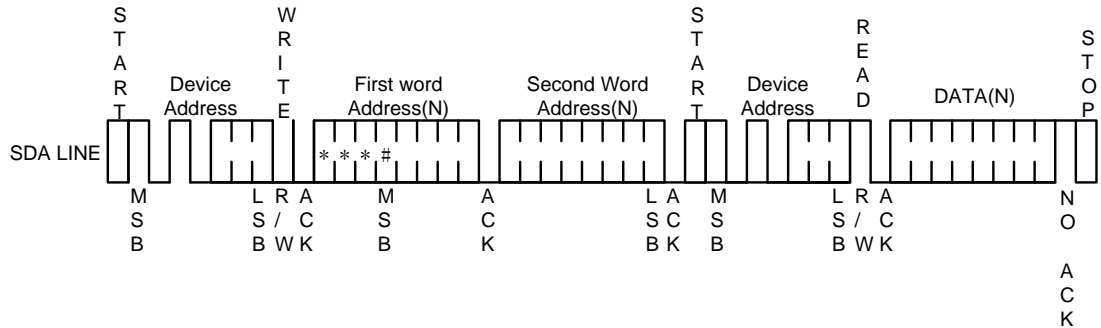 START
WRITE
START
READ
STOP
Device
Address
First word
Address(N)
Second Word
Address(N)
Device
Address
DATA(N)
SDA LINE
* * * #
MSB
LSB
R/W
ACK
MSB
ACK
LSB
ACK
MSB
LSB
R/W
ACK
NO ACK